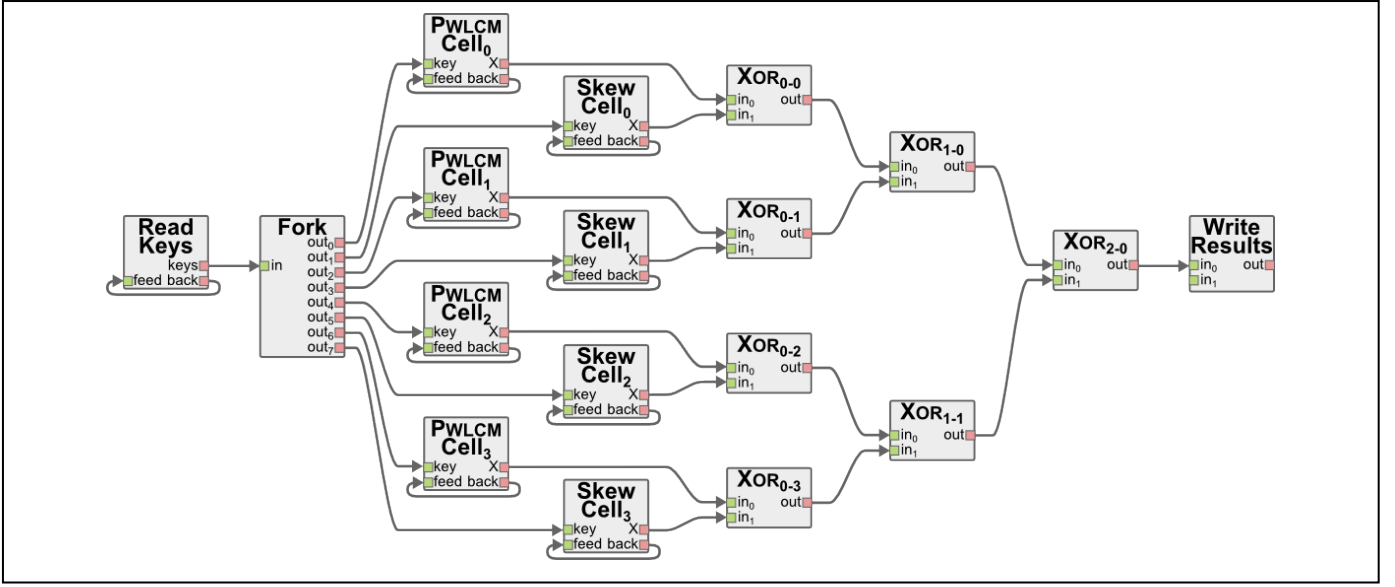 Read
Keys
keys
feed back
Fork
in
out₀
out₁
out₂
out₃
out₄
out₅
out₆
out₇
PWLCM
Cell₀
key X
feed back
Skew
Cell₀
key X
feed back
PWLCM
Cell₁
key X
feed back
Skew
Cell₁
key X
feed back
PWLCM
Cell₂
key X
feed back
Skew
Cell₂
key X
feed back
PWLCM
Cell₃
key X
feed back
Skew
Cell₃
key X
feed back
XOR₀₋₀
in₀ out
in₁
XOR₀₋₁
in₀ out
in₁
XOR₀₋₂
in₀ out
in₁
XOR₀₋₃
in₀ out
in₁
XOR₁₋₀
in₀ out
in₁
XOR₁₋₁
in₀ out
in₁
XOR₂₋₀
in₀ out
in₁
Write
Results
in₀ out
in₁